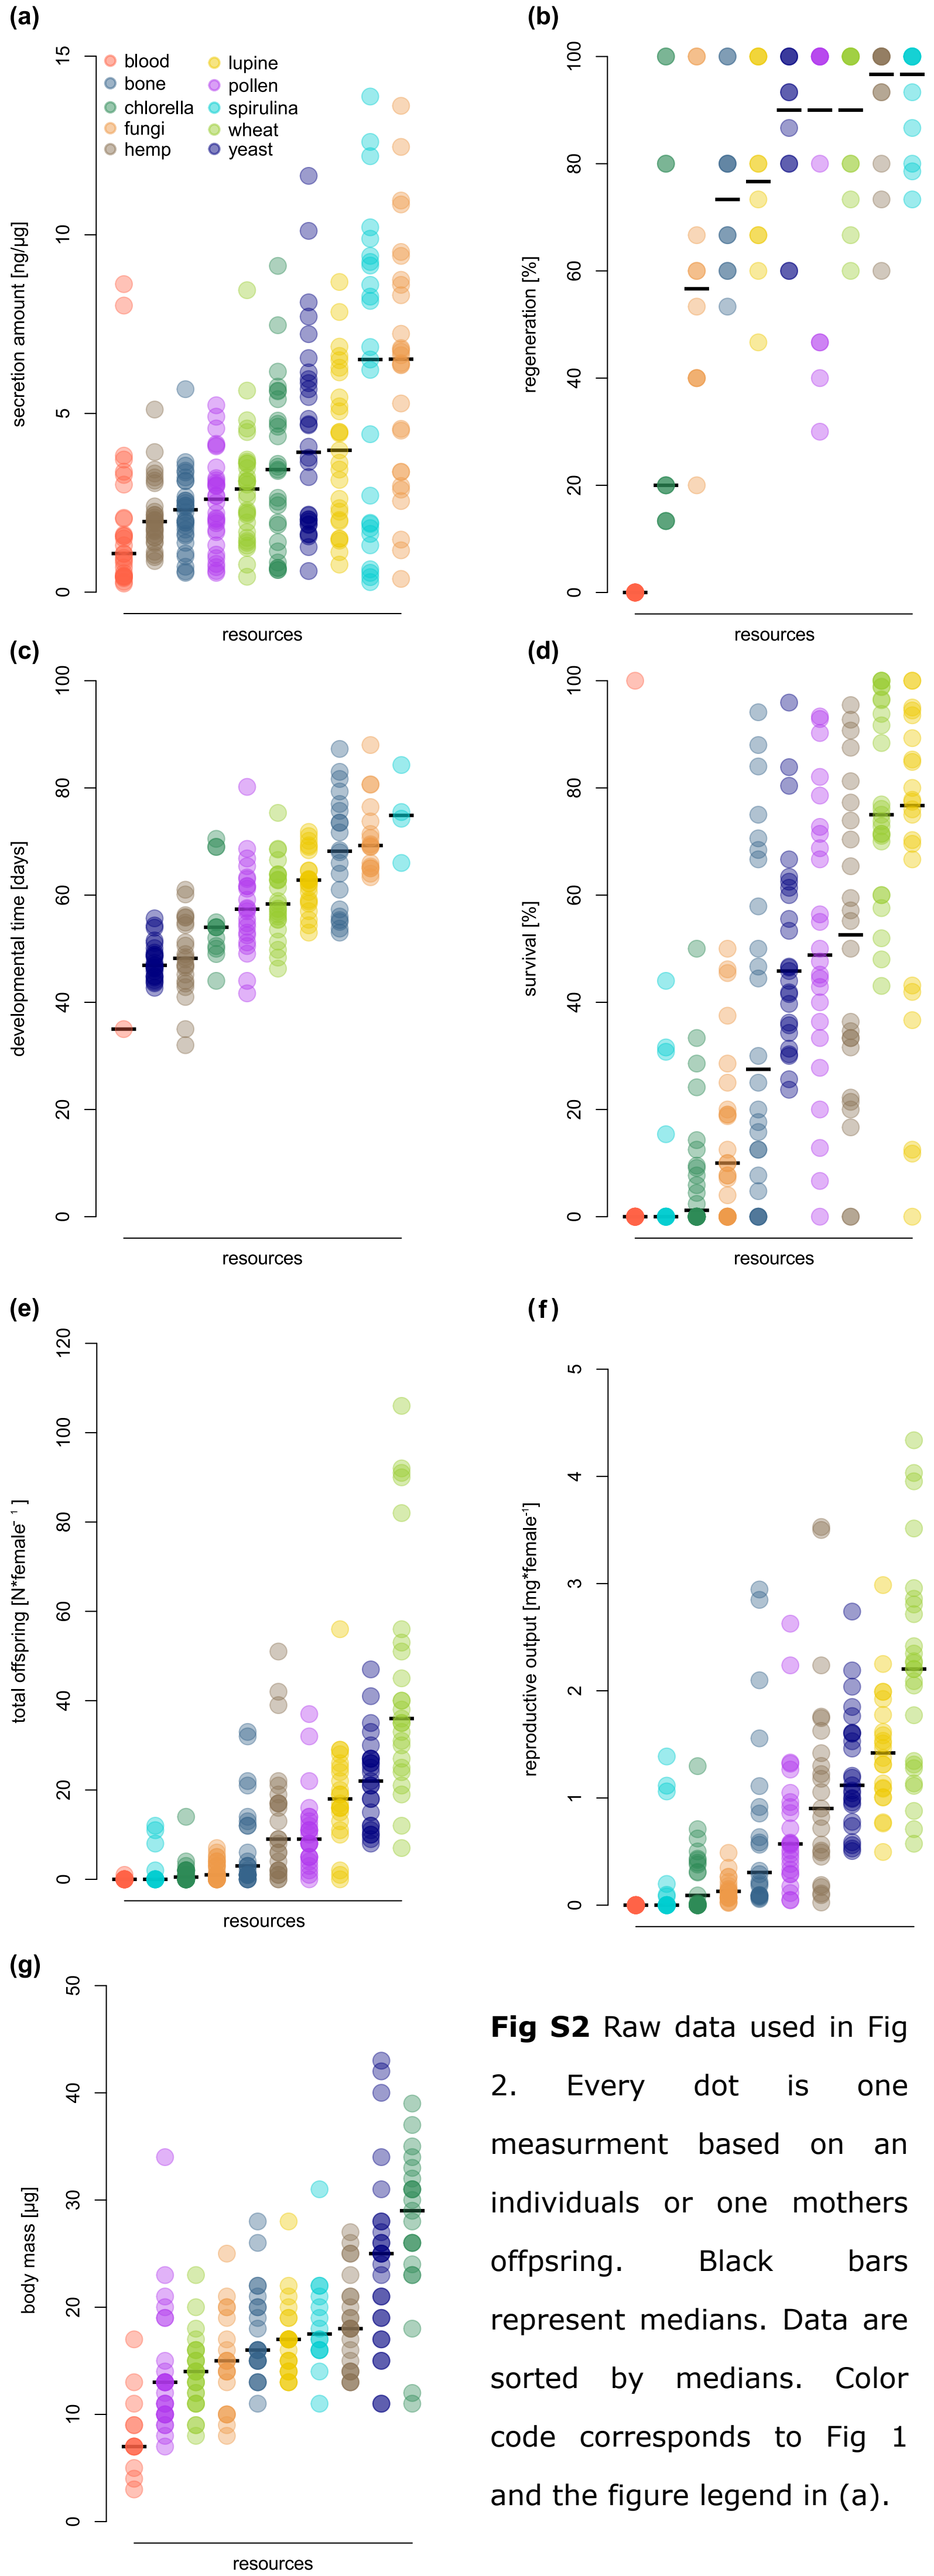 (a)
secretion amount [ng/µg]
15
10
5
0
blood
bone
chlorella
fungi
hemp
lupine
pollen
spirulina
wheat
yeast
resources
(b)
regeneration [%]
100
80
60
40
20
0
resources
(c)
developmental time [days]
100
80
60
40
20
0
resources
(d)
survival [%]
100
80
60
40
20
0
resources
(e)
total offspring [N*female⁻¹]
120
100
80
60
40
20
0
resources
(f)
reproductive output [mg*female⁻¹]
5
4
3
2
1
0
(g)
body mass [µg]
50
40
30
20
10
0
resources
Fig S2 Raw data used in Fig
2. Every dot is one
measurment based on an
individuals or one mothers
offpsring. Black bars
represent medians. Data are
sorted by medians. Color
code corresponds to Fig 1
and the figure legend in (a).